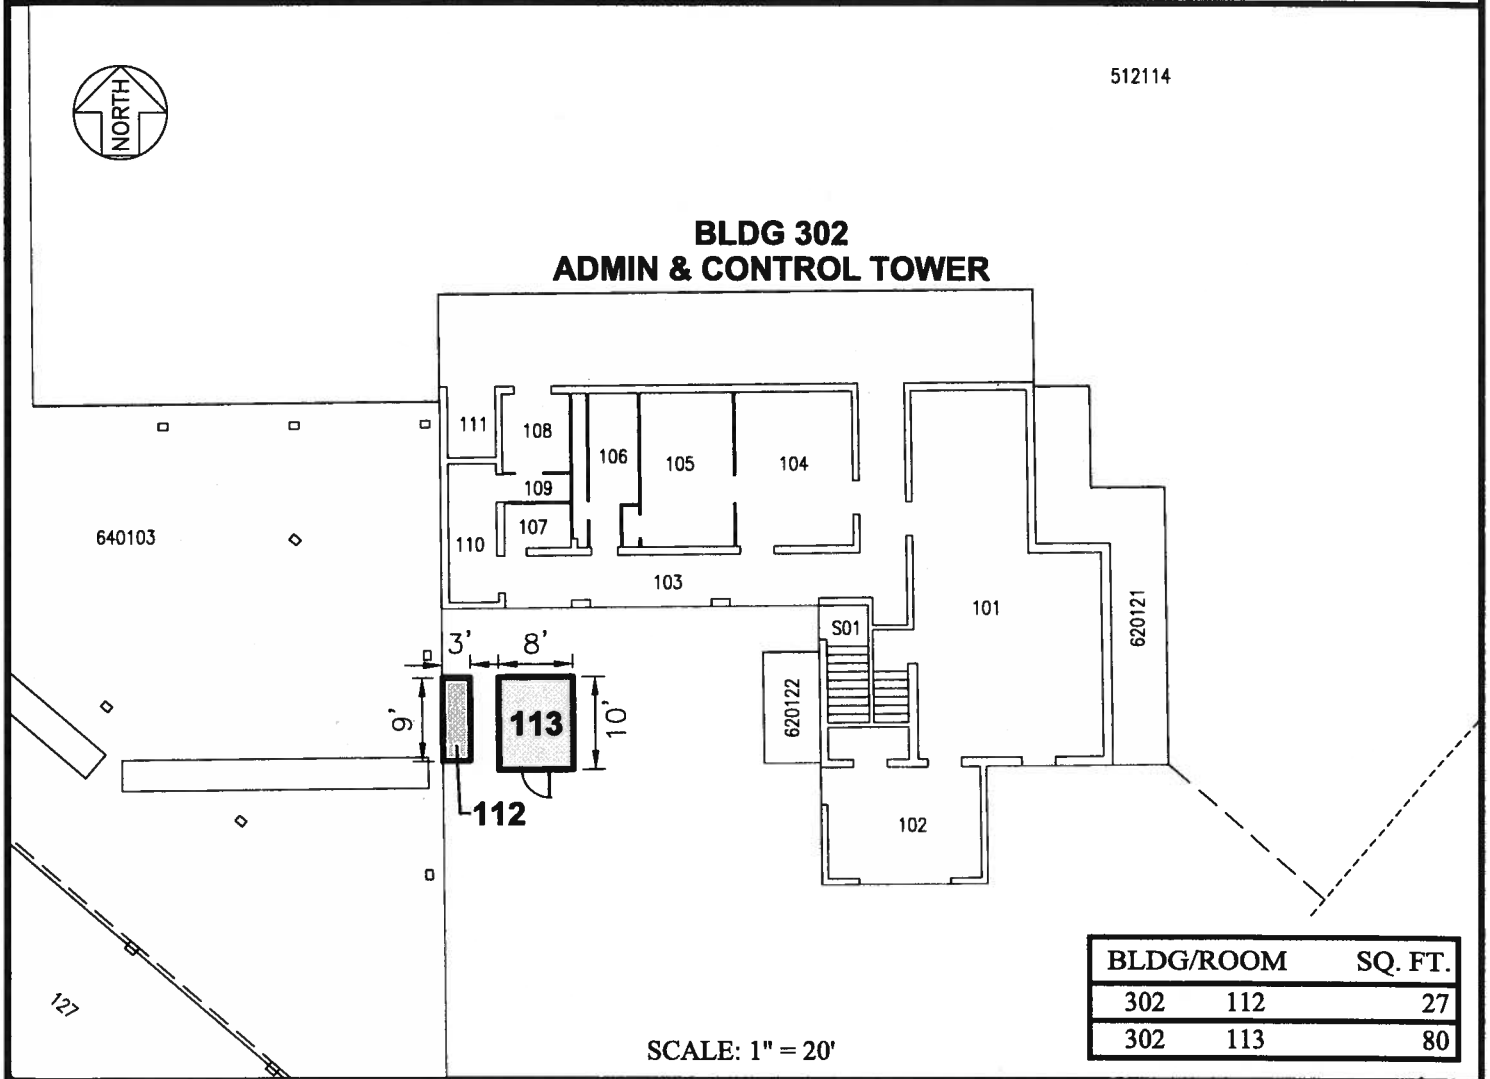 512114
NORTH
BLDG 302
ADMIN & CONTROL TOWER
111
108
106
105
104
109
107
110
640103
103
101
620121
S01
3'
8'
9'
113
10'
620122
112
102
127
BLDG/ROOM SQ. FT.
302 112 27
302 113 80
SCALE: 1" = 20'